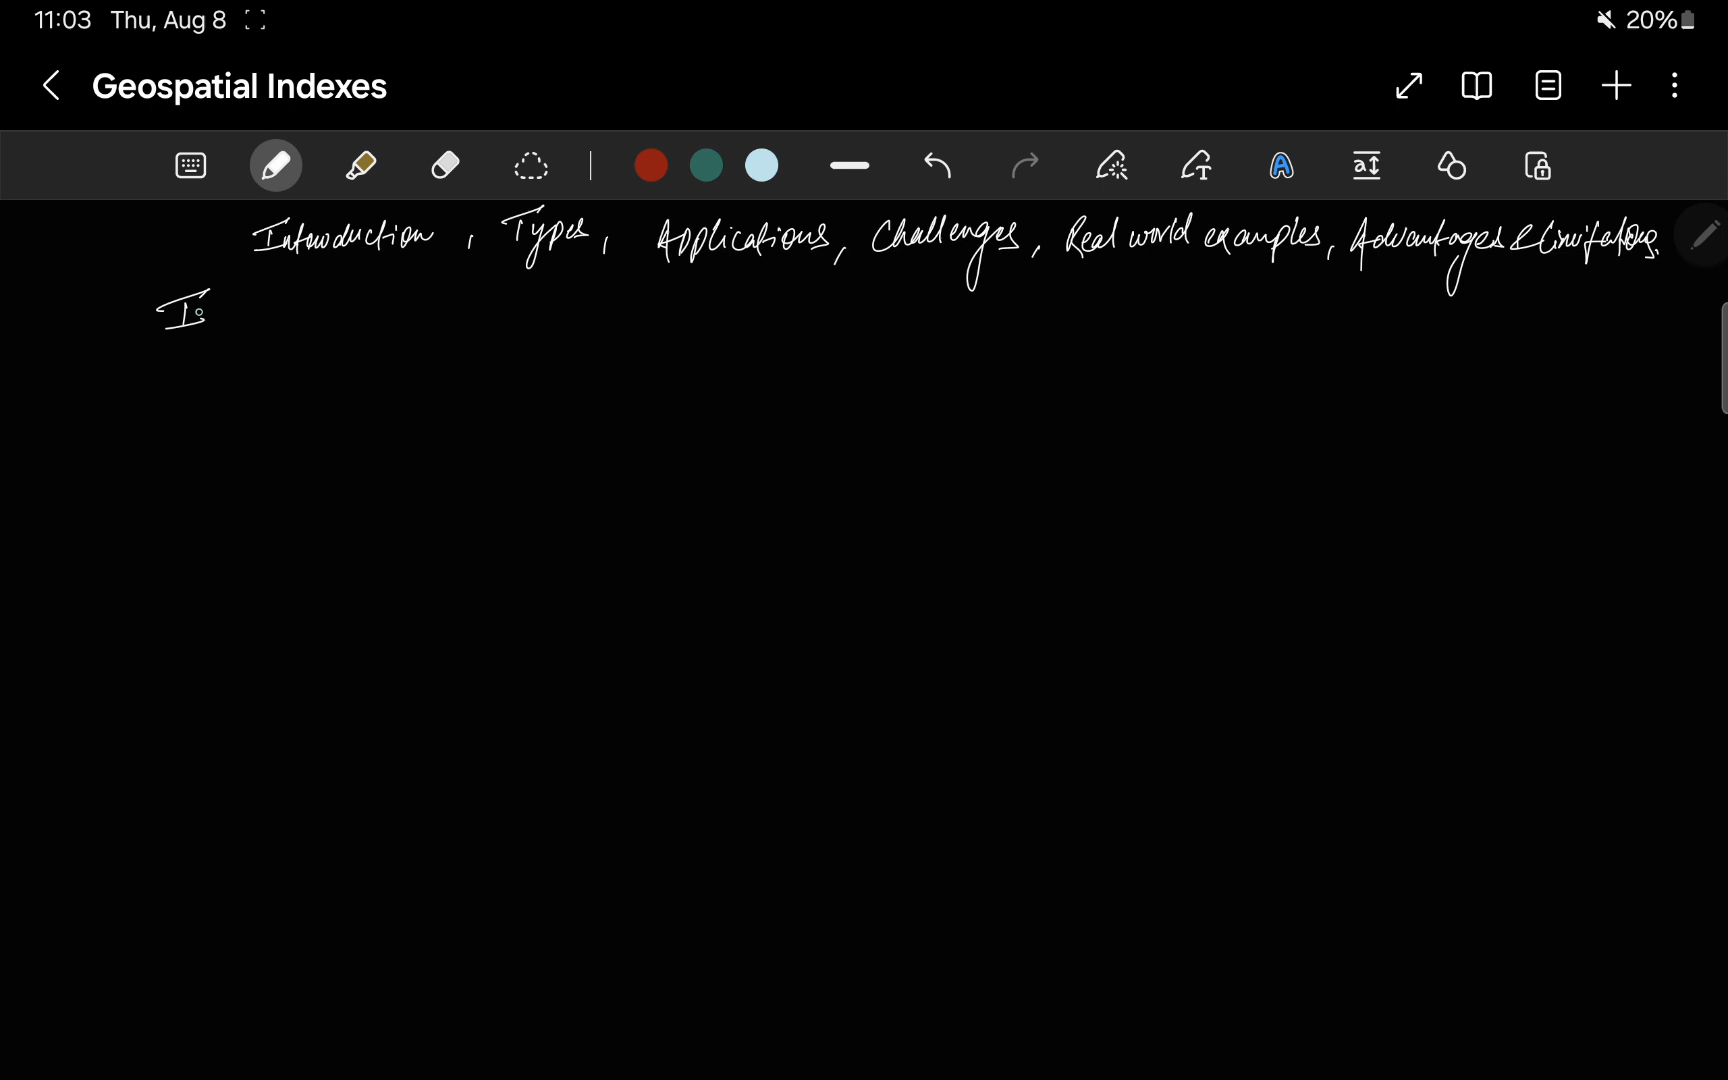 11:03 Thu, Aug 8 20%
Geospatial Indexes
Introduction, Types, Applications, Challenges, Real world examples, Advantages & limitations.
I: